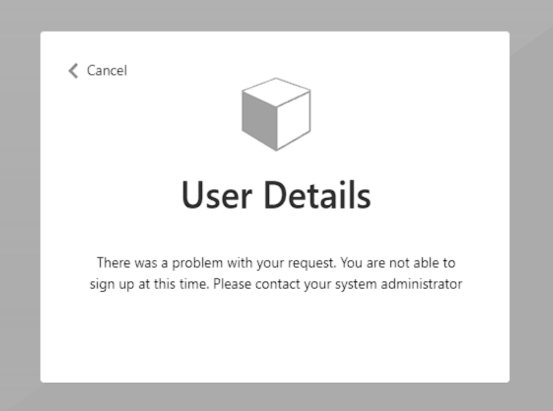 Cancel
User Details
There was a problem with your request. You are not able to
sign up at this time. Please contact your system administrator